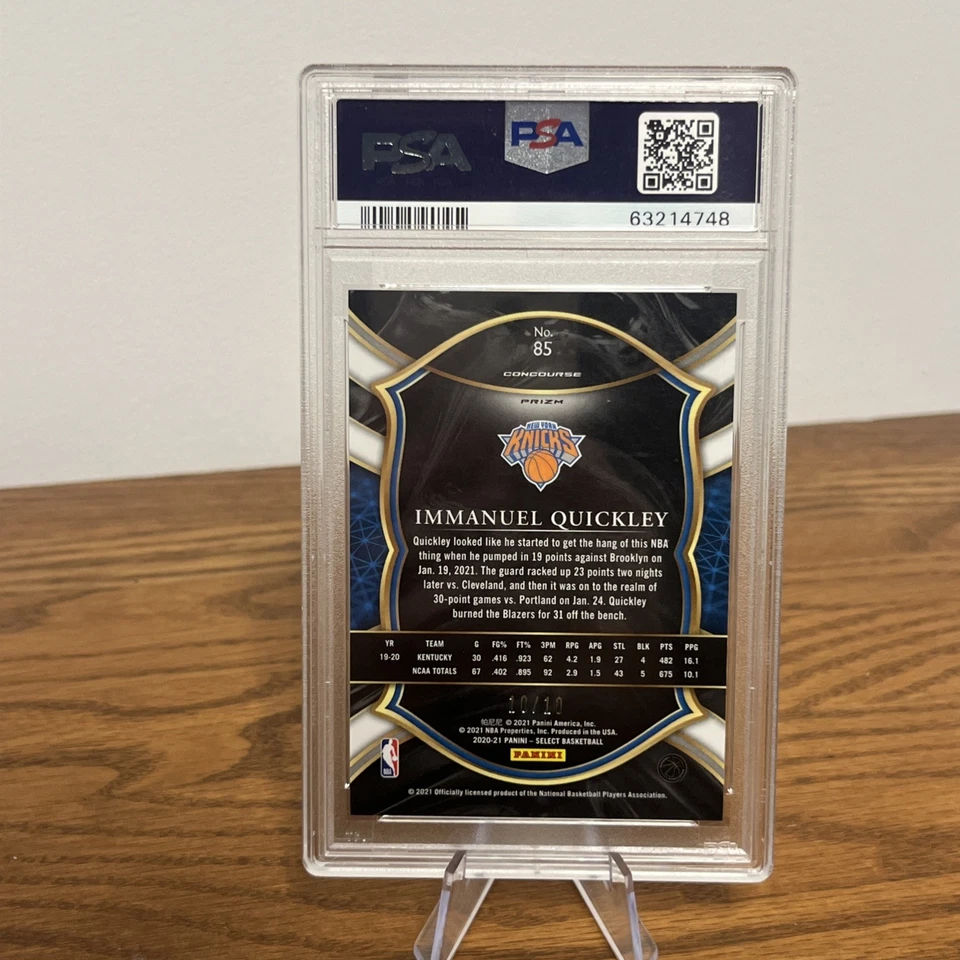 PSA
PSA
63214748
No.
85
CONCOURSE
PRIZM
NEW YORK
KNICKS
IMMANUEL QUICKLEY
Quickley looked like he started to get the hang of this NBA
thing when he pumped in 19 points against Brooklyn on
Jan. 19, 2021. The guard racked up 23 points two nights
later vs. Cleveland, and then it was on to the realm of
30-point games vs. Portland on Jan. 24. Quickley
burned the Blazers for 31 off the bench.
YR TEAM G FG% FT% 3PM RPG APG STL BLK PTS PPG
19-20 KENTUCKY 30 .416 .923 62 4.2 1.9 27 4 482 16.1
NCAA TOTALS 67 .402 .895 92 2.9 1.5 43 5 675 10.1
10/10
帕尼尼 © 2021 Panini America, Inc.
© 2021 NBA Properties, Inc. Produced in the USA.
2020-21 PANINI – SELECT BASKETBALL
PANINI
NBA
© 2021 Officially licensed product of the National Basketball Players Association.